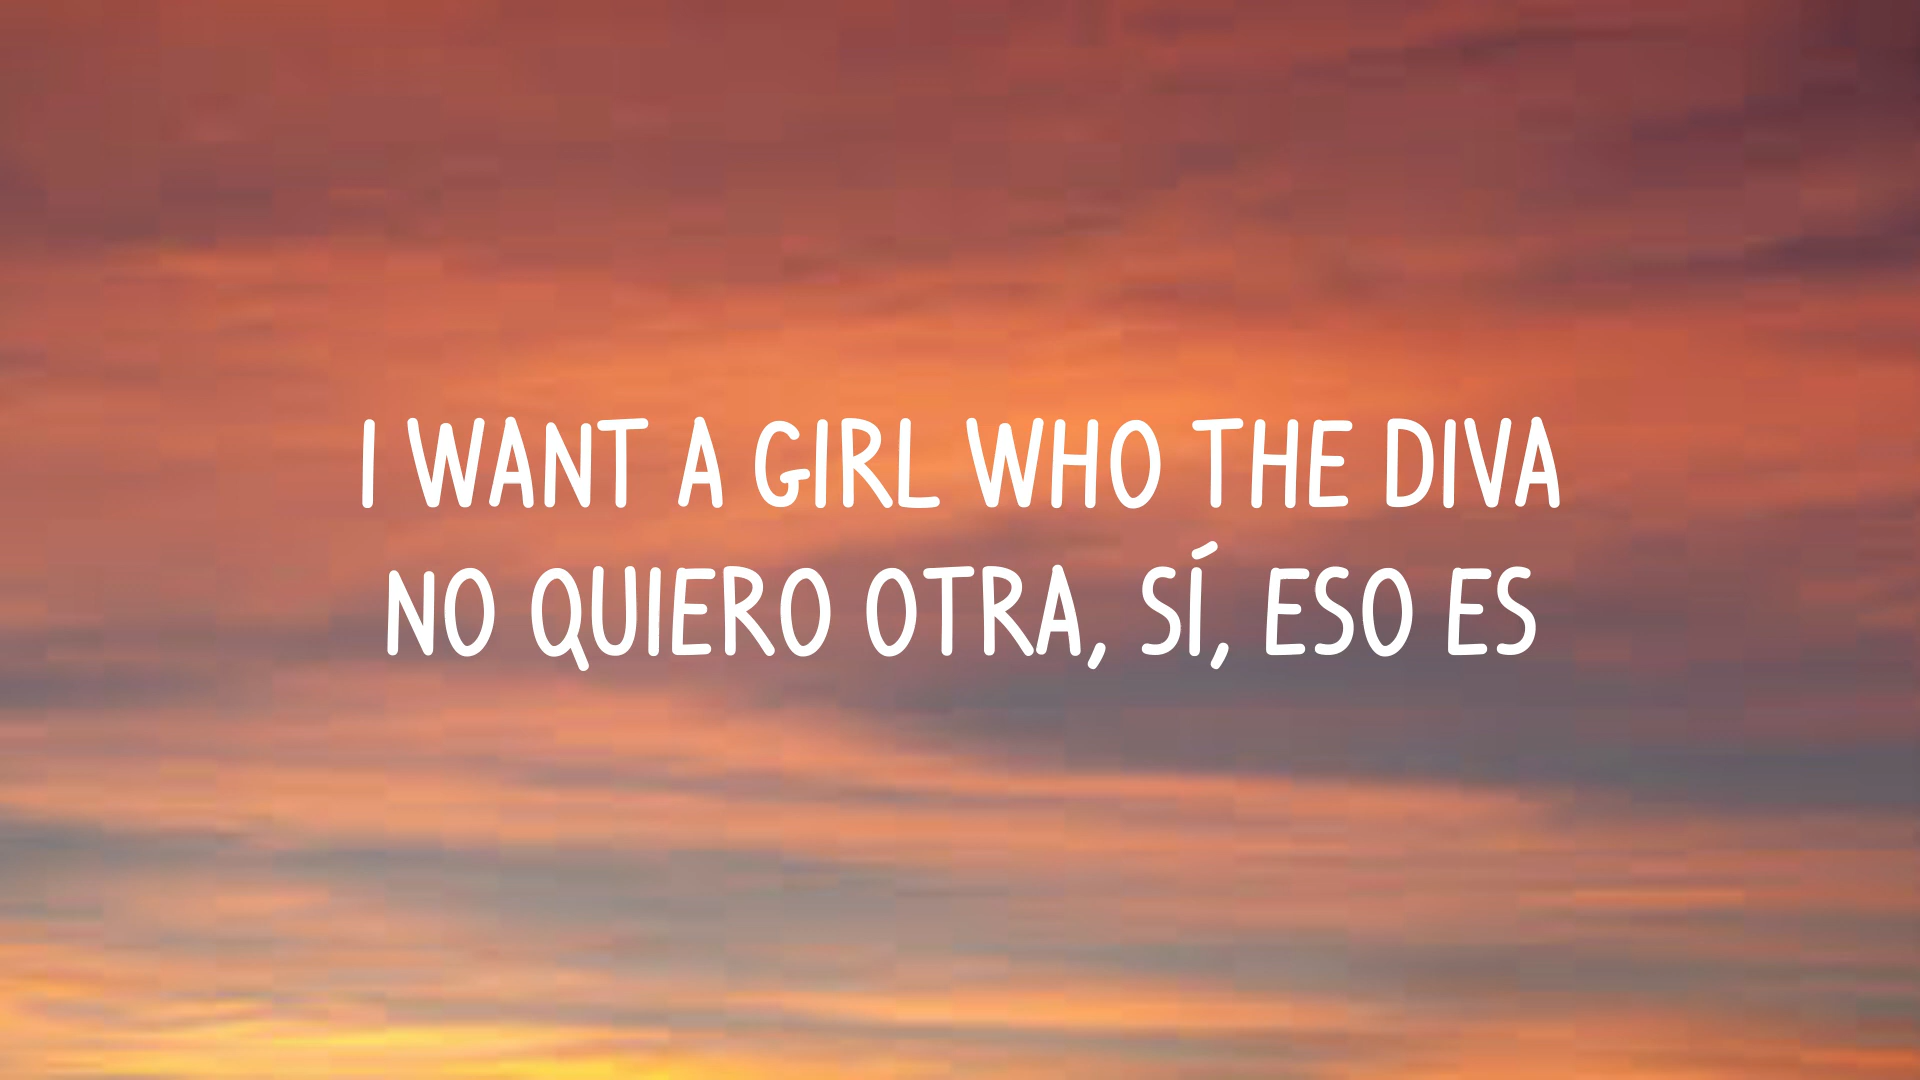 I WANT A GIRL WHO THE DIVA
NO QUIERO OTRA, SÍ, ESO ES